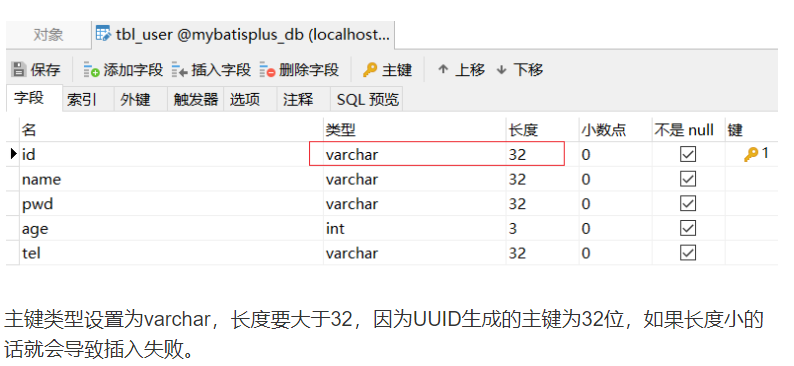 对象 tbl_user @mybatisplus_db (localhost...
保存 添加字段 插入字段 删除字段 主键 上移 下移
字段 索引 外键 触发器 选项 注释 SQL 预览
名 类型 长度 小数点 不是 null 键
id varchar 32 0 1
name varchar 32 0
pwd varchar 32 0
age int 3 0
tel varchar 32 0
主键类型设置为varchar，长度要大于32，因为UUID生成的主键为32位，如果长度小的
话就会导致插入失败。